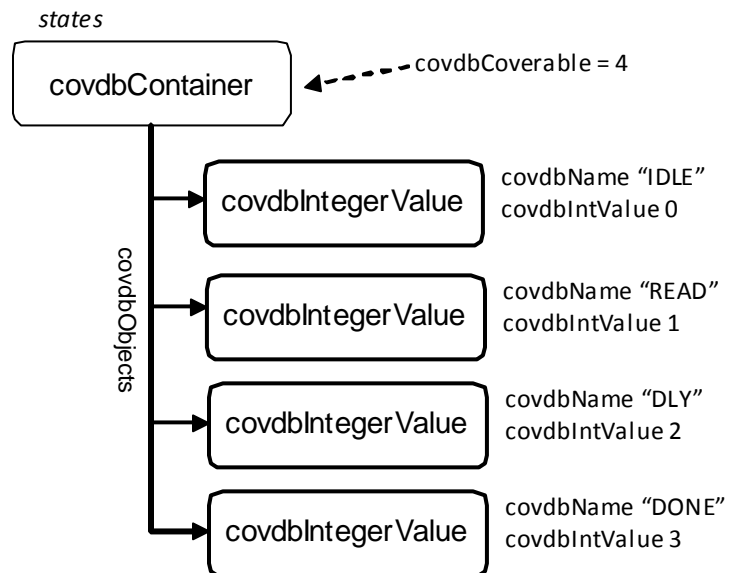 states
covdbContainer
covdbCoverable = 4
covdbIntegerValue
covdbName “IDLE”
covdbIntValue 0
covdbObjects
covdbIntegerValue
covdbName “READ”
covdbIntValue 1
covdbIntegerValue
covdbName “DLY”
covdbIntValue 2
covdbIntegerValue
covdbName “DONE”
covdbIntValue 3